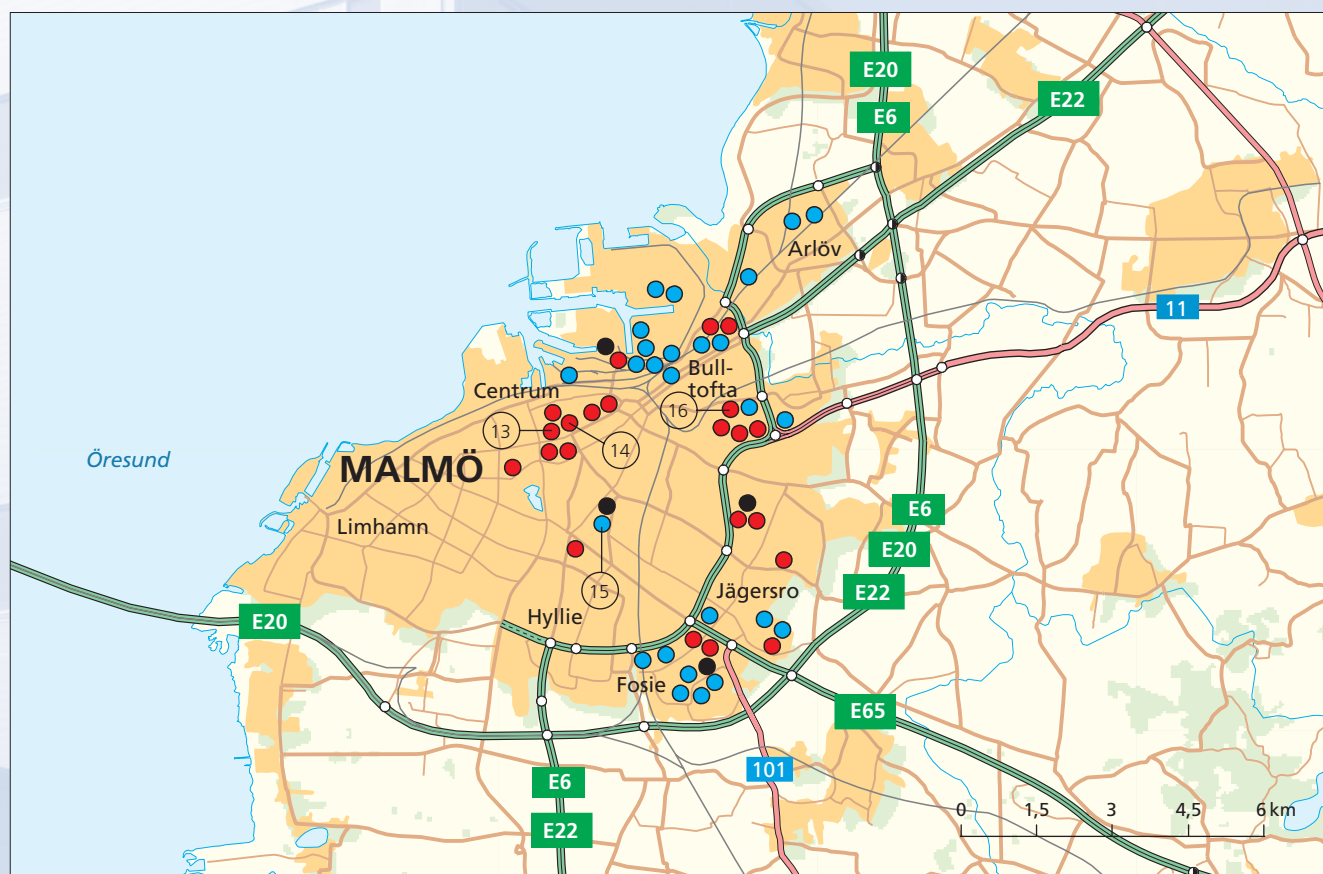 E20
E6
E22
Arlöv
11
Bull-
tofta
Centrum
16
13
14
Öresund
MALMÖ
Limhamn
E6
E20
E22
15
Jägersro
Hyllie
E20
Fosie
E65
101
E6
E22
0 1,5 3 4,5 6 km